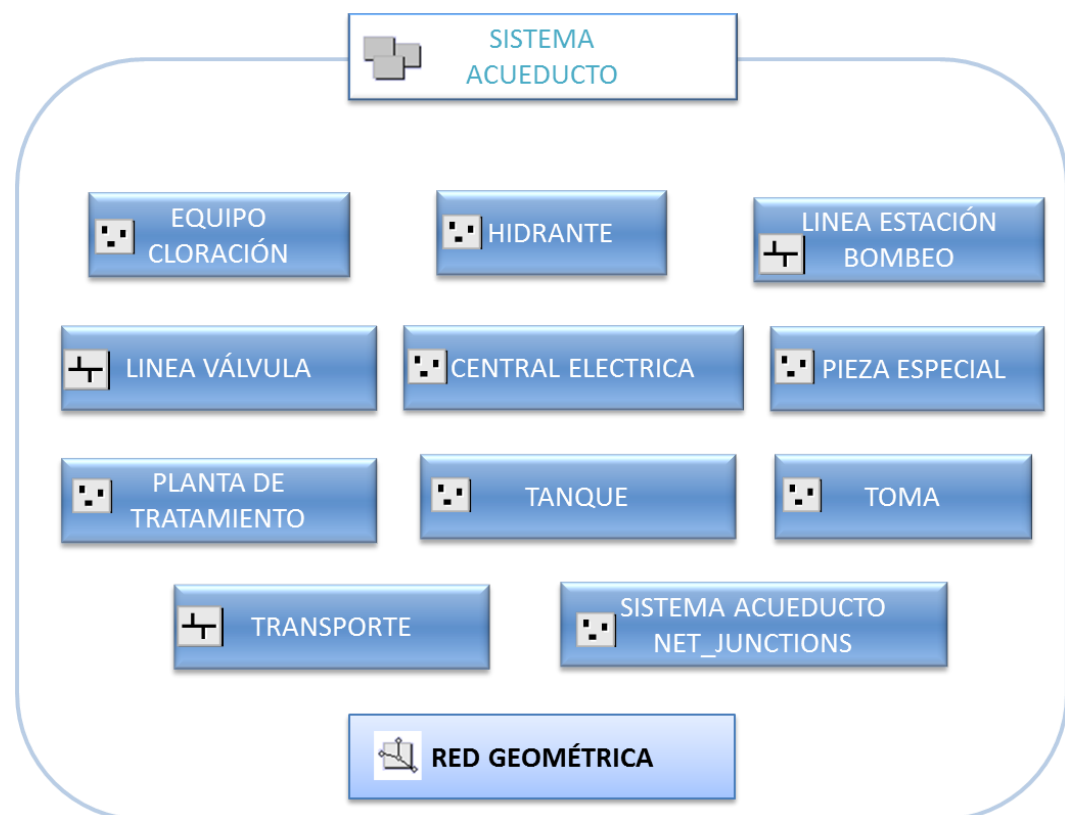 SISTEMA
ACUEDUCTO
EQUIPO
CLORACIÓN
HIDRANTE
LINEA ESTACIÓN
BOMBEO
LINEA VÁLVULA
CENTRAL ELECTRICA
PIEZA ESPECIAL
PLANTA DE
TRATAMIENTO
TANQUE
TOMA
TRANSPORTE
SISTEMA ACUEDUCTO
NET_JUNCTIONS
RED GEOMÉTRICA